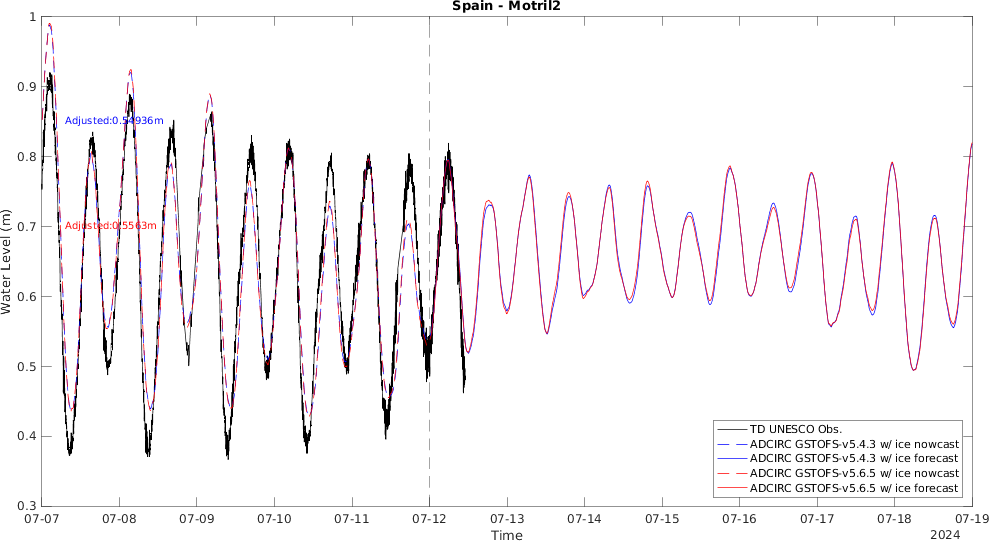 Spain - Motril2
1
0.9
0.8
0.7
0.6
0.5
0.4
0.3
Water Level (m)
Adjusted:0.54936m
Adjusted:0.5563m
TD UNESCO Obs.
ADCIRC GSTOFS-v5.4.3 w/ ice nowcast
ADCIRC GSTOFS-v5.4.3 w/ ice forecast
ADCIRC GSTOFS-v5.6.5 w/ ice nowcast
ADCIRC GSTOFS-v5.6.5 w/ ice forecast
07-07 07-08 07-09 07-10 07-11 07-12 07-13 07-14 07-15 07-16 07-17 07-18 07-19
Time
2024